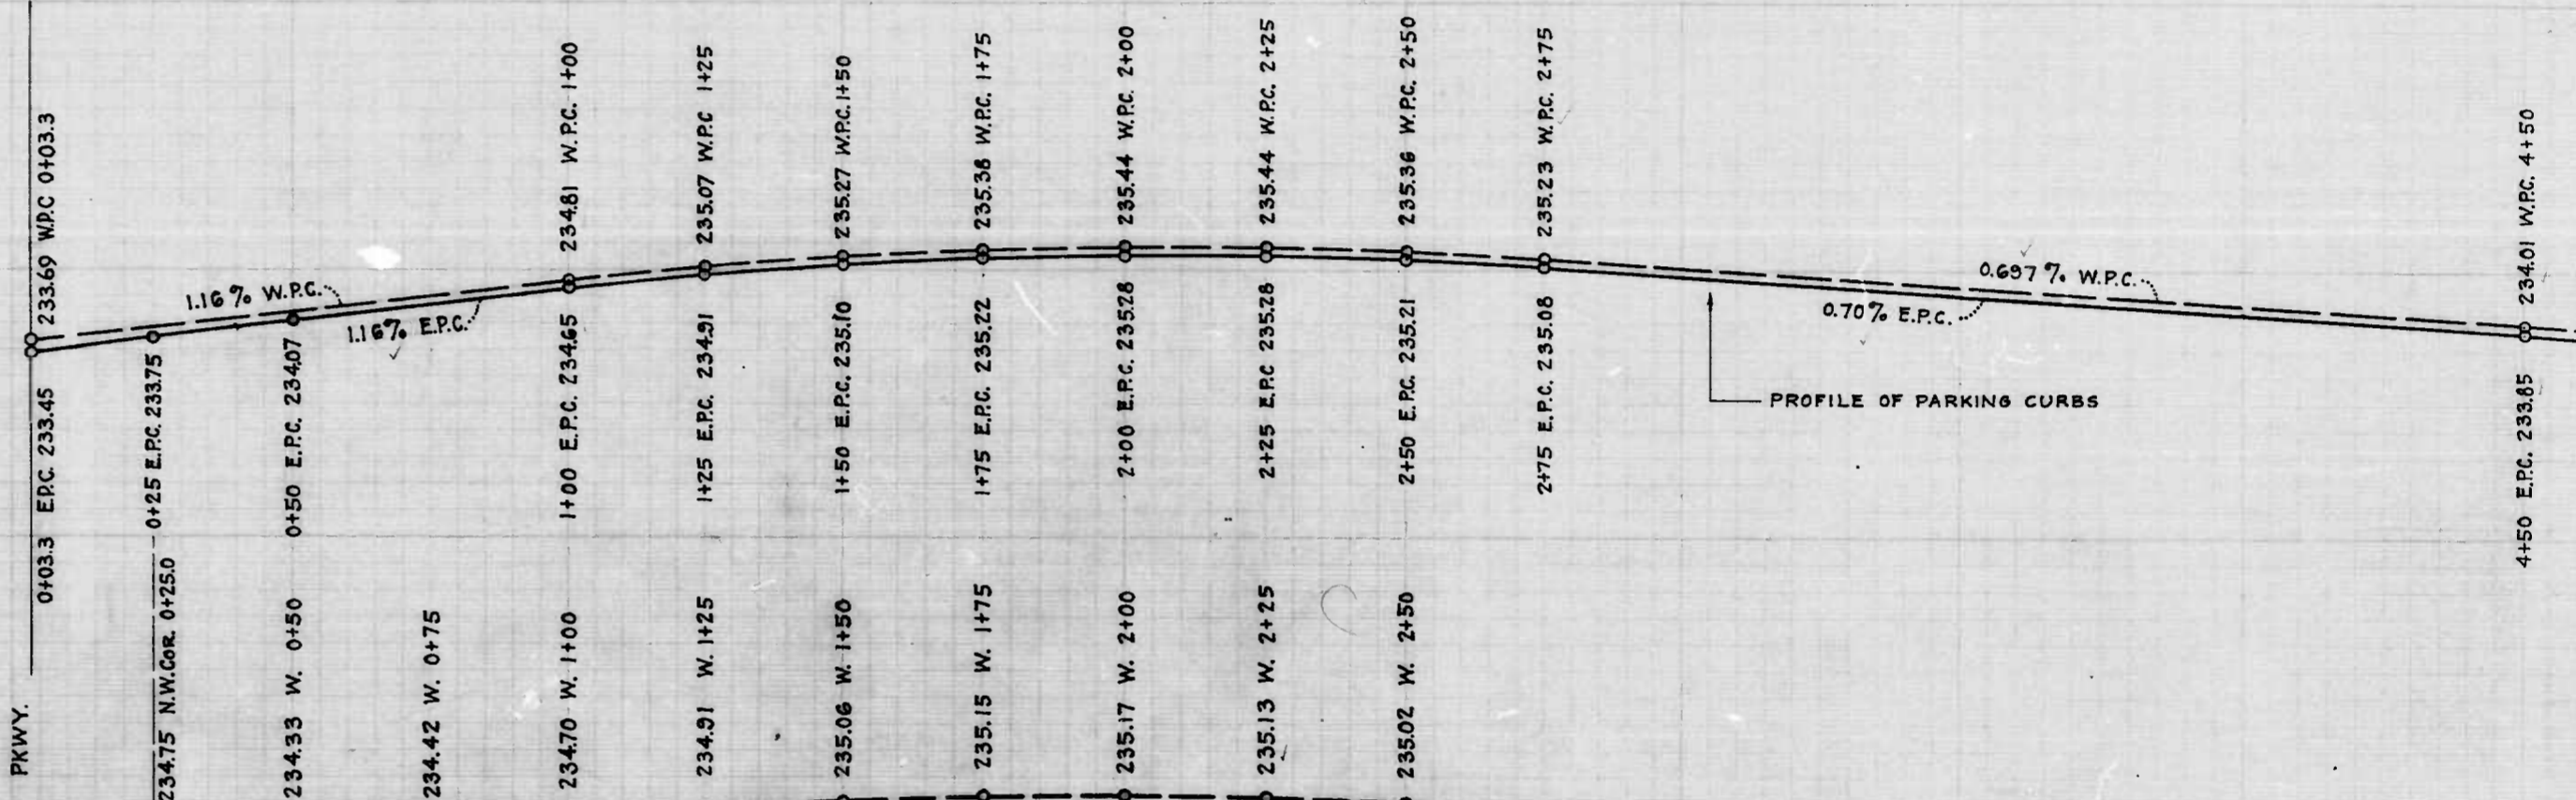 233.69 W.P.C 0+03.3
234.81 W.P.C. 1+00
235.07 W.P.C 1+25
235.27 W.P.C. 1+50
235.38 W.P.C. 1+75
235.44 W.P.C. 2+00
235.44 W.P.C. 2+25
235.36 W.P.C. 2+50
235.23 W.P.C. 2+75
234.01 W.P.C. 4+50
1.16% W.P.C.
1.16% E.P.C.
0.697% W.P.C.
0.70% E.P.C.
PROFILE OF PARKING CURBS
0+03.3 E.P.C. 233.45
0+25 E.P.C. 233.75
0+50 E.P.C. 234.07
1+00 E.P.C. 234.65
1+25 E.P.C. 234.91
1+50 E.P.C. 235.10
1+75 E.P.C. 235.22
2+00 E.P.C. 235.28
2+25 E.P.C 235.28
2+50 E.P.C. 235.21
2+75 E.P.C. 235.08
4+50 E.P.C. 233.85
PKWY.
234.75 N.W.COR. 0+25.0
234.33 W. 0+50
234.42 W. 0+75
234.70 W. 1+00
234.91 W. 1+25
235.06 W. 1+50
235.15 W. 1+75
235.17 W. 2+00
235.13 W. 2+25
235.02 W. 2+50